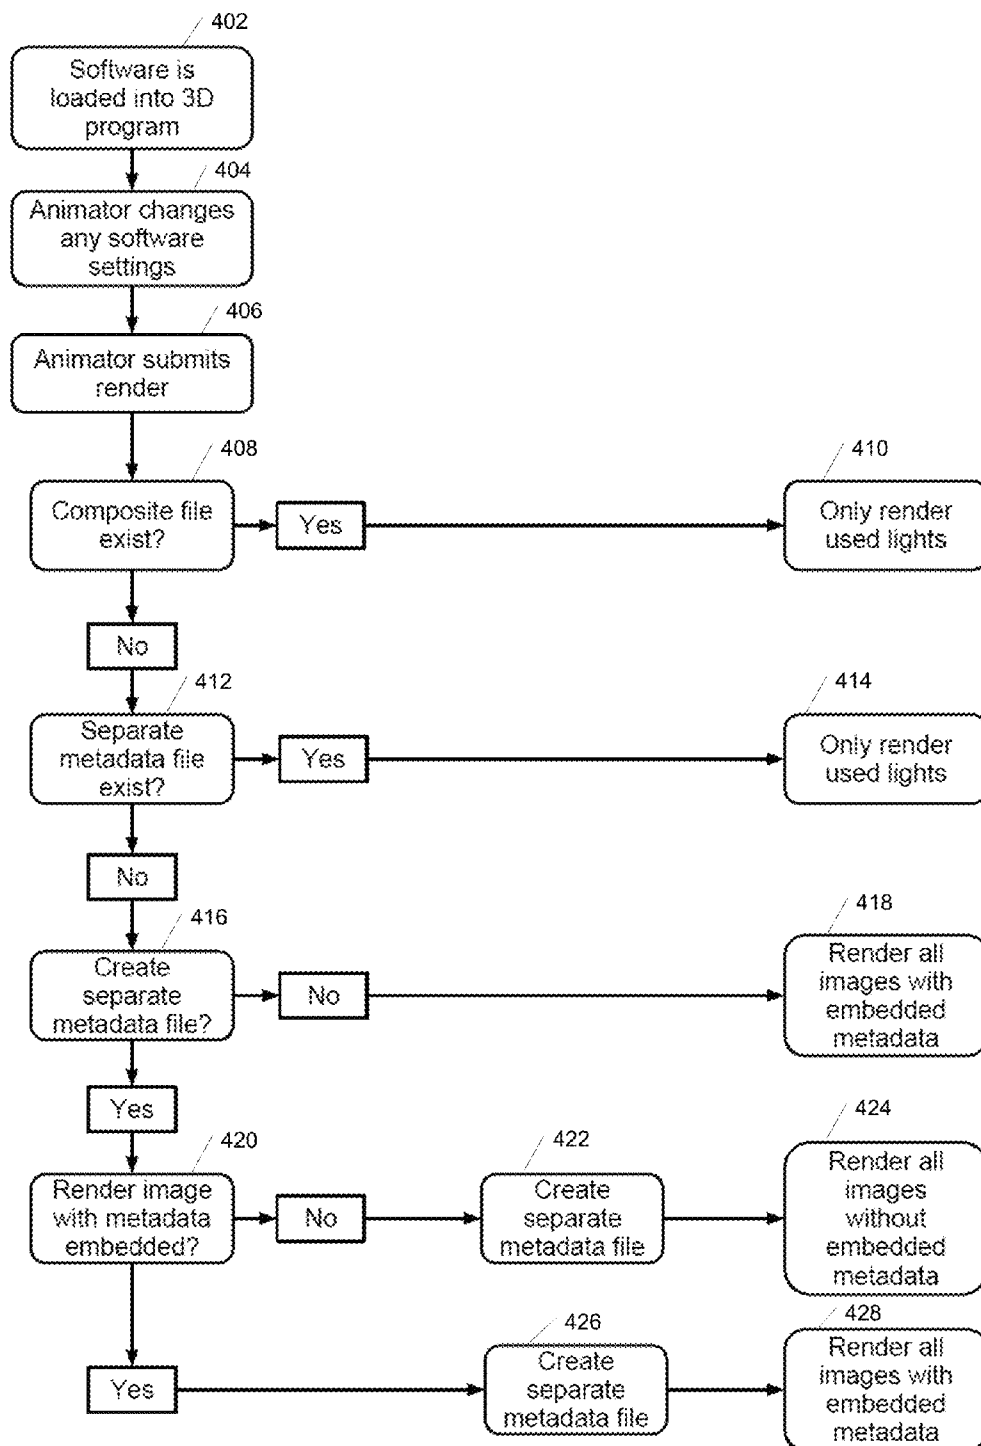 402
Software is
loaded into 3D
program
404
Animator changes
any software
settings
406
Animator submits
render
408
Composite file
exist?
Yes
410
Only render
used lights
No
412
Separate
metadata file
exist?
Yes
414
Only render
used lights
No
416
Create
separate
metadata file?
No
418
Render all
images with
embedded
metadata
Yes
420
Render image
with metadata
embedded?
No
422
Create
separate
metadata file
424
Render all
images
without
embedded
metadata
Yes
426
Create
separate
metadata file
428
Render all
images with
embedded
metadata